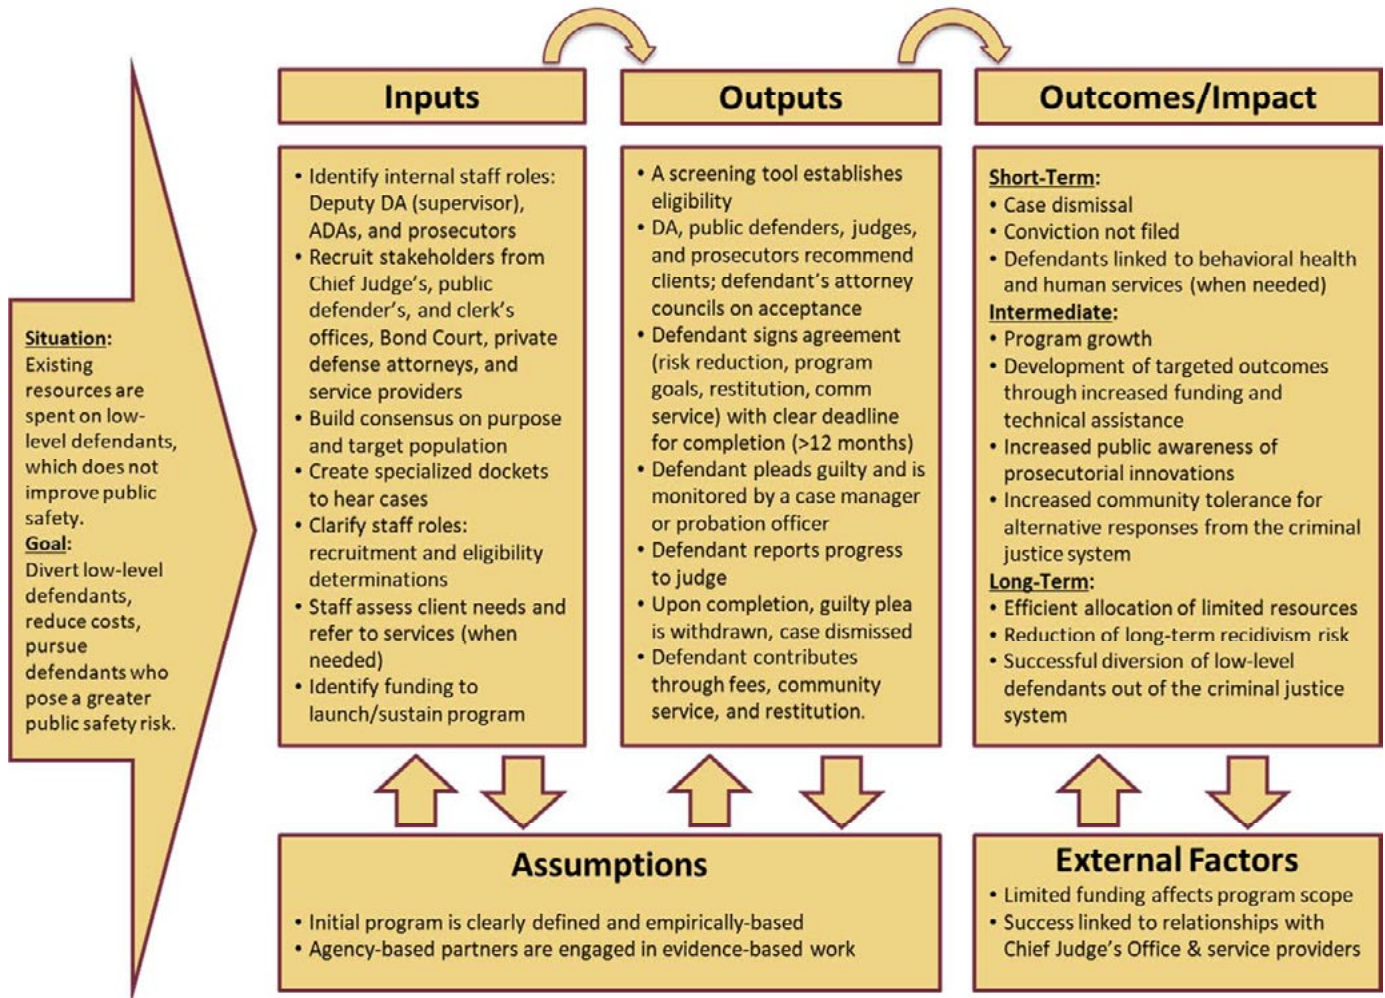 Situation:
Existing
resources are
spent on low-
level defendants,
which does not
improve public
safety.
Goal:
Divert low-level
defendants,
reduce costs,
pursue
defendants who
pose a greater
public safety risk.
Inputs
• Identify internal staff roles:
Deputy DA (supervisor),
ADAs, and prosecutors
• Recruit stakeholders from
Chief Judge's, public
defender's, and clerk's
offices, Bond Court, private
defense attorneys, and
service providers
• Build consensus on purpose
and target population
• Create specialized dockets
to hear cases
• Clarify staff roles:
recruitment and eligibility
determinations
• Staff assess client needs and
refer to services (when
needed)
• Identify funding to
launch/sustain program
Outputs
• A screening tool establishes
eligibility
• DA, public defenders, judges,
and prosecutors recommend
clients; defendant's attorney
councils on acceptance
• Defendant signs agreement
(risk reduction, program
goals, restitution, comm
service) with clear deadline
for completion (>12 months)
• Defendant pleads guilty and is
monitored by a case manager
or probation officer
• Defendant reports progress
to judge
• Upon completion, guilty plea
is withdrawn, case dismissed
• Defendant contributes
through fees, community
service, and restitution.
Outcomes/Impact
Short-Term:
• Case dismissal
• Conviction not filed
• Defendants linked to behavioral health
and human services (when needed)
Intermediate:
• Program growth
• Development of targeted outcomes
through increased funding and
technical assistance
• Increased public awareness of
prosecutorial innovations
• Increased community tolerance for
alternative responses from the criminal
justice system
Long-Term:
• Efficient allocation of limited resources
• Reduction of long-term recidivism risk
• Successful diversion of low-level
defendants out of the criminal justice
system
Assumptions
• Initial program is clearly defined and empirically-based
• Agency-based partners are engaged in evidence-based work
External Factors
• Limited funding affects program scope
• Success linked to relationships with
Chief Judge's Office & service providers